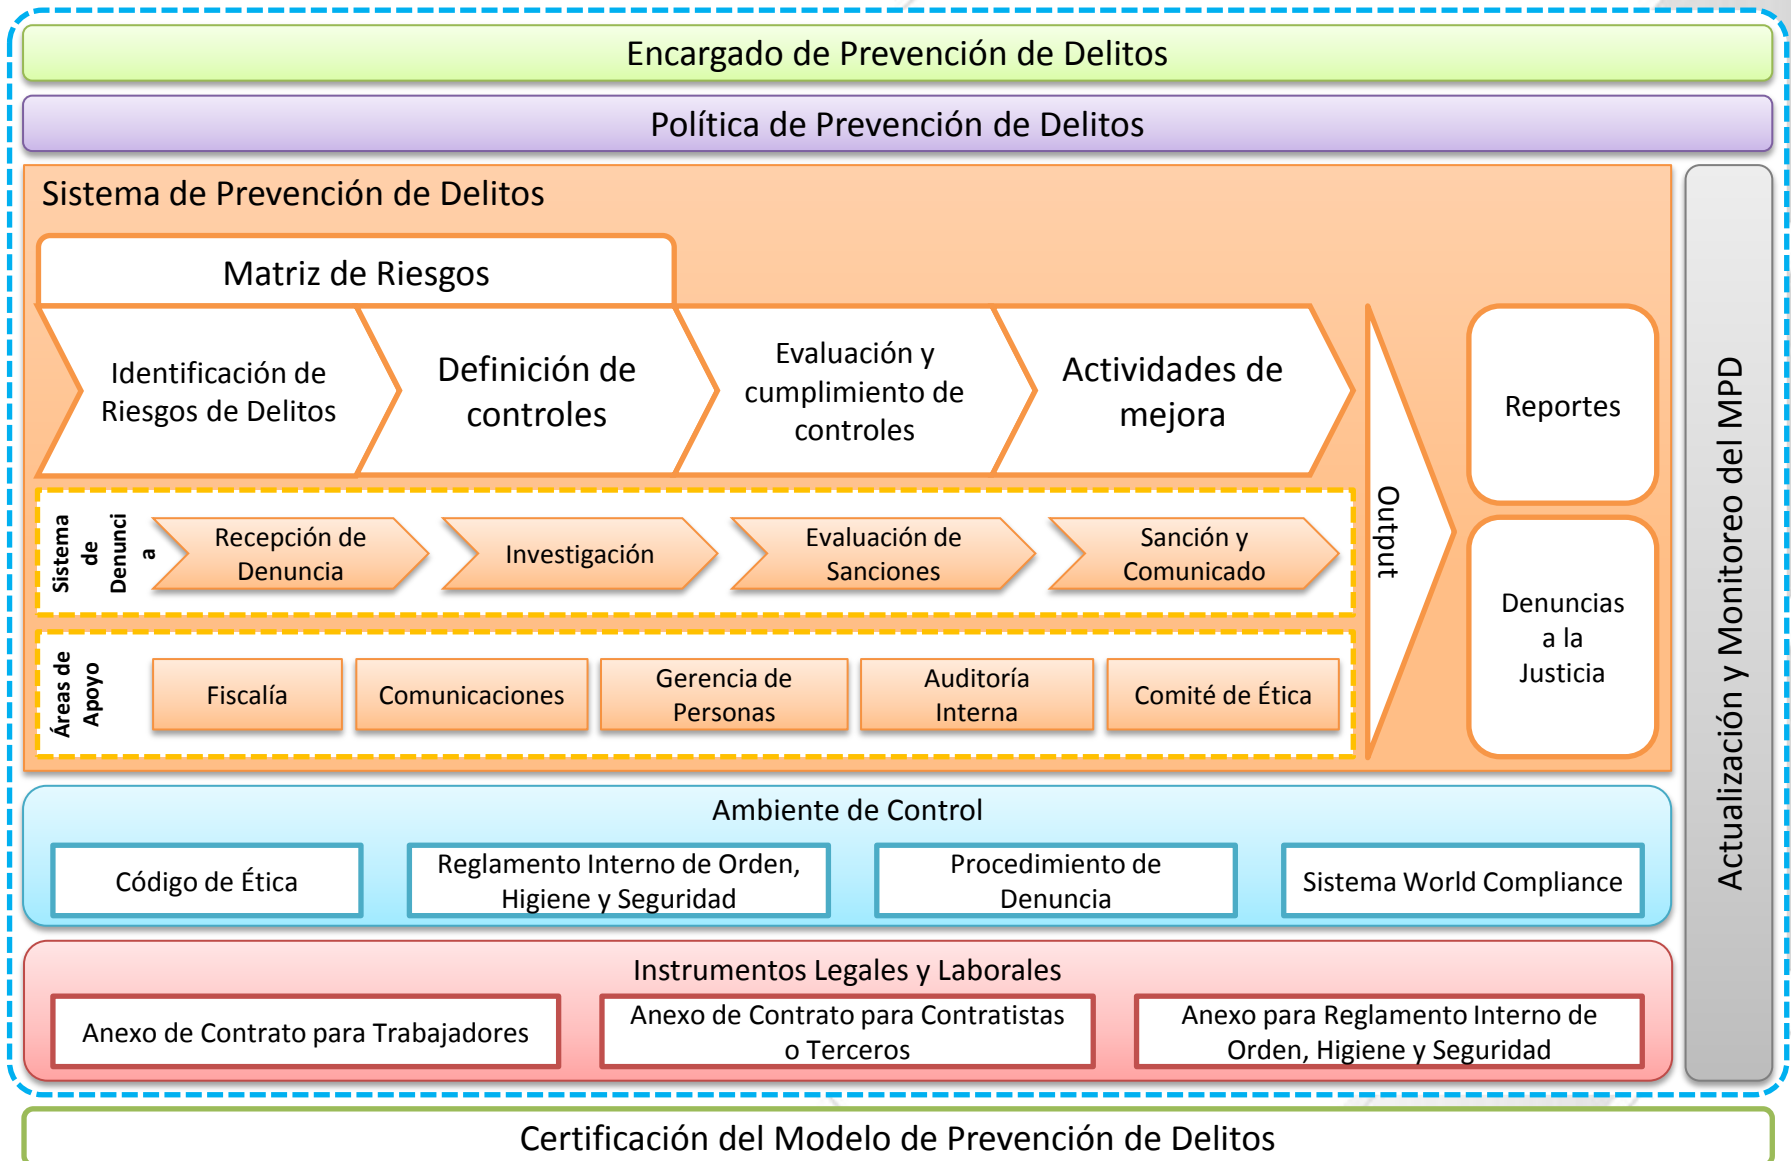 Encargado de Prevención de Delitos
Política de Prevención de Delitos
Sistema de Prevención de Delitos
Matriz de Riesgos
Identificación de
Riesgos de Delitos
Definición de
controles
Evaluación y
cumplimiento de
controles
Actividades de
mejora
Sistema
de
Denunci
a
Recepción de
Denuncia
Investigación
Evaluación de
Sanciones
Sanción y
Comunicado
Áreas de
Apoyo
Fiscalía
Comunicaciones
Gerencia de
Personas
Auditoría
Interna
Comité de Ética
Output
Reportes
Denuncias
a la
Justicia
Actualización y Monitoreo del MPD
Ambiente de Control
Código de Ética
Reglamento Interno de Orden,
Higiene y Seguridad
Procedimiento de
Denuncia
Sistema World Compliance
Instrumentos Legales y Laborales
Anexo de Contrato para Trabajadores
Anexo de Contrato para Contratistas
o Terceros
Anexo para Reglamento Interno de
Orden, Higiene y Seguridad
Certificación del Modelo de Prevención de Delitos